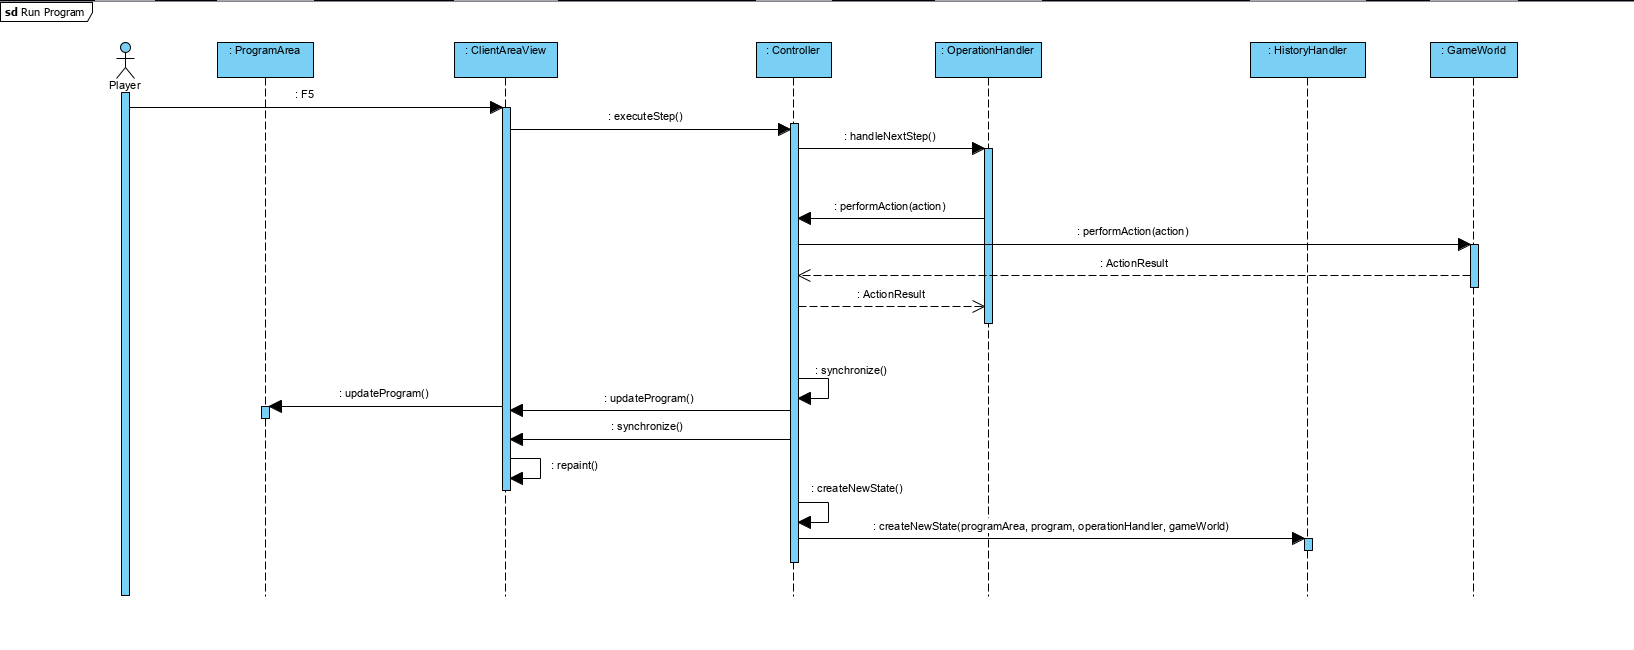 sd Run Program
: ProgramArea
: ClientAreaView
: Controller
: OperationHandler
: HistoryHandler
: GameWorld
Player
: F5
: executeStep()
: handleNextStep()
: performAction(action)
: performAction(action)
: ActionResult
: ActionResult
: synchronize()
: updateProgram()
: updateProgram()
: synchronize()
: repaint()
: createNewState()
: createNewState(programArea, program, operationHandler, gameWorld)